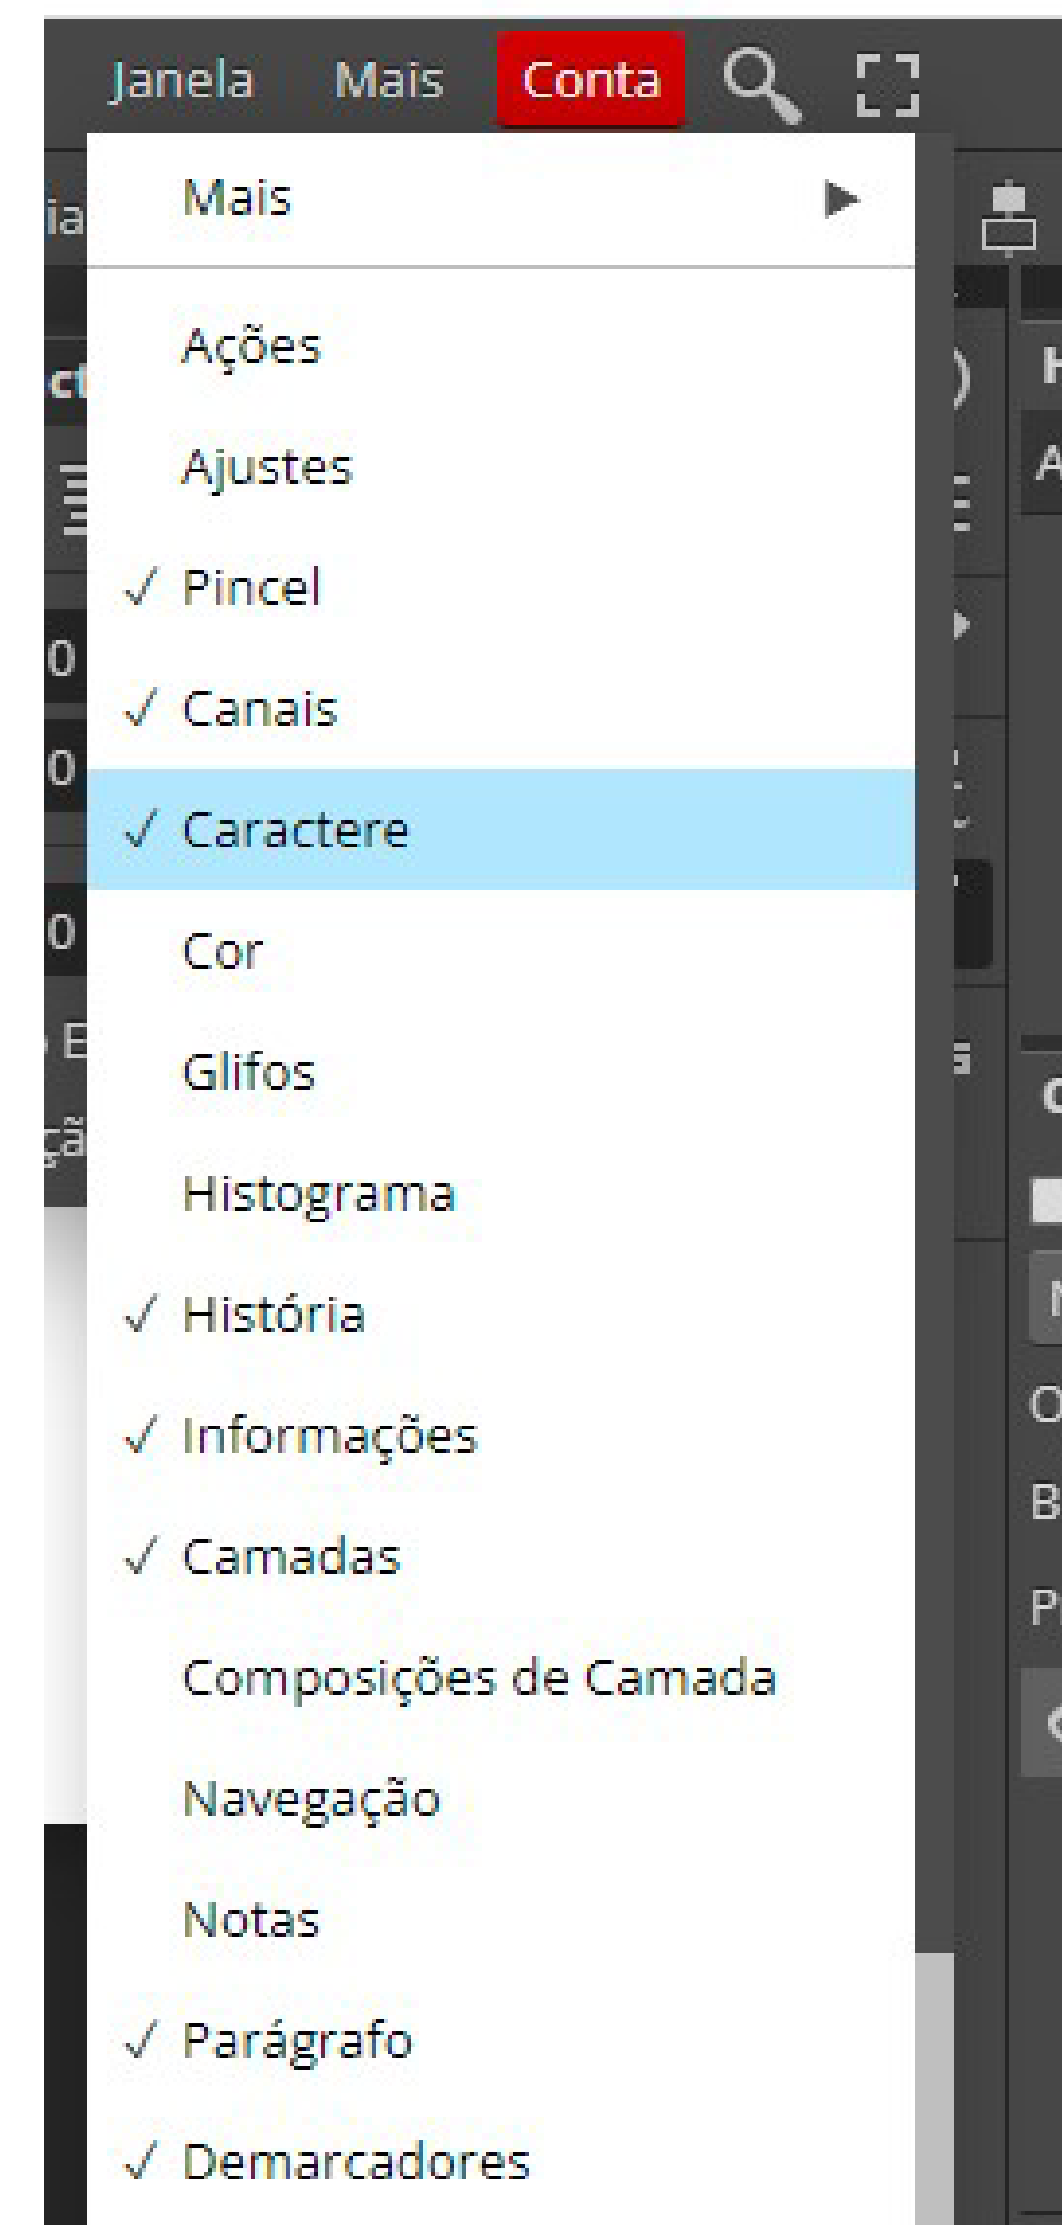 Janela Mais Conta
Mais
Ações
Ajustes
✓ Pincel
✓ Canais
✓ Caractere
Cor
Glifos
Histograma
✓ História
✓ Informações
✓ Camadas
Composições de Camada
Navegação
Notas
✓ Parágrafo
✓ Demarcadores